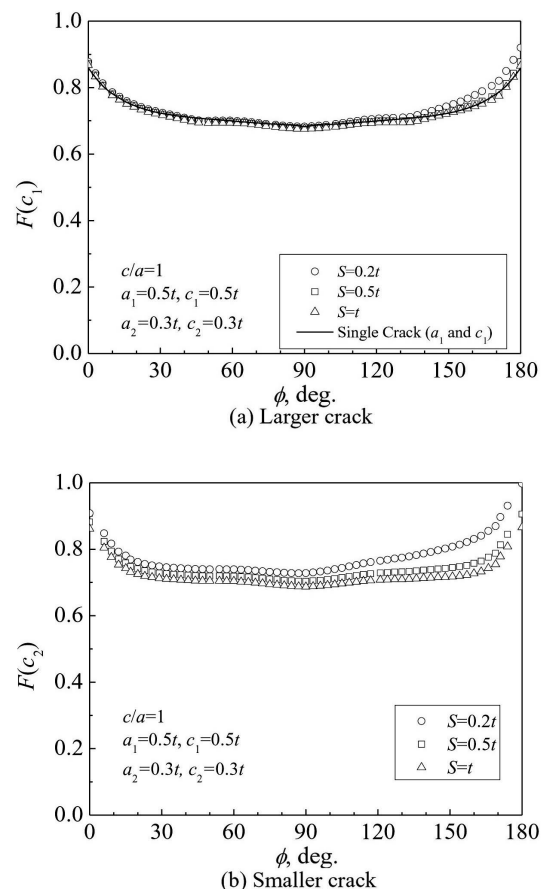 1.0
0.8
0.6
0.4
0.2
0.0
F(c₁)
c/a=1
a₁=0.5t, c₁=0.5t
a₂=0.3t, c₂=0.3t
S=0.2t
S=0.5t
S=t
Single Crack (a₁ and c₁)
0 30 60 90 120 150 180
ϕ, deg.
(a) Larger crack
1.0
0.8
0.6
0.4
0.2
0.0
F(c₂)
c/a=1
a₁=0.5t, c₁=0.5t
a₂=0.3t, c₂=0.3t
S=0.2t
S=0.5t
S=t
0 30 60 90 120 150 180
ϕ, deg.
(b) Smaller crack